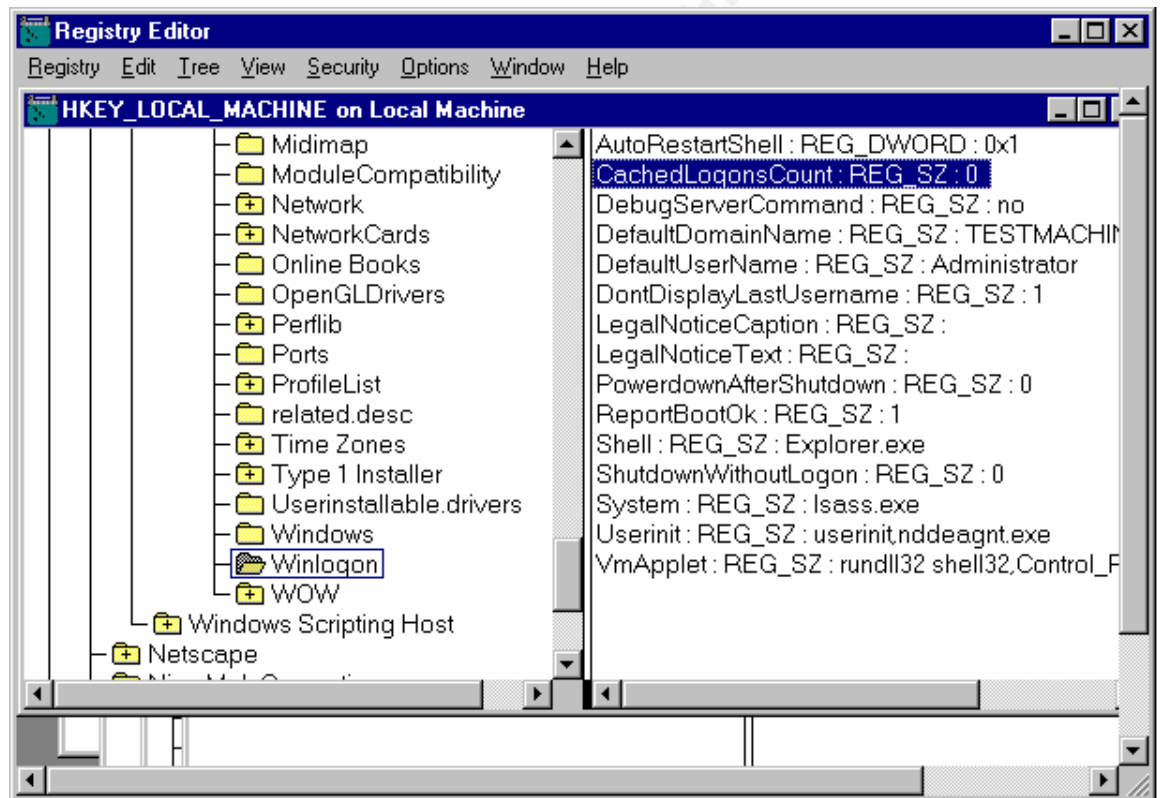 Registry Editor
Registry Edit Tree View Security Options Window Help
HKEY_LOCAL_MACHINE on Local Machine
Midimap
ModuleCompatibility
Network
NetworkCards
Online Books
OpenGLDrivers
Perflib
Ports
ProfileList
related.desc
Time Zones
Type 1 Installer
Userinstallable.drivers
Windows
Winlogon
WOW
Windows Scripting Host
Netscape
AutoRestartShell : REG_DWORD : 0x1
CachedLogonsCount : REG_SZ : 0
DebugServerCommand : REG_SZ : no
DefaultDomainName : REG_SZ : TESTMACHIN
DefaultUserName : REG_SZ : Administrator
DontDisplayLastUsername : REG_SZ : 1
LegalNoticeCaption : REG_SZ :
LegalNoticeText : REG_SZ :
PowerdownAfterShutdown : REG_SZ : 0
ReportBootOk : REG_SZ : 1
Shell : REG_SZ : Explorer.exe
ShutdownWithoutLogon : REG_SZ : 0
System : REG_SZ : lsass.exe
Userinit : REG_SZ : userinit,nddeagnt.exe
VmApplet : REG_SZ : rundll32 shell32,Control_